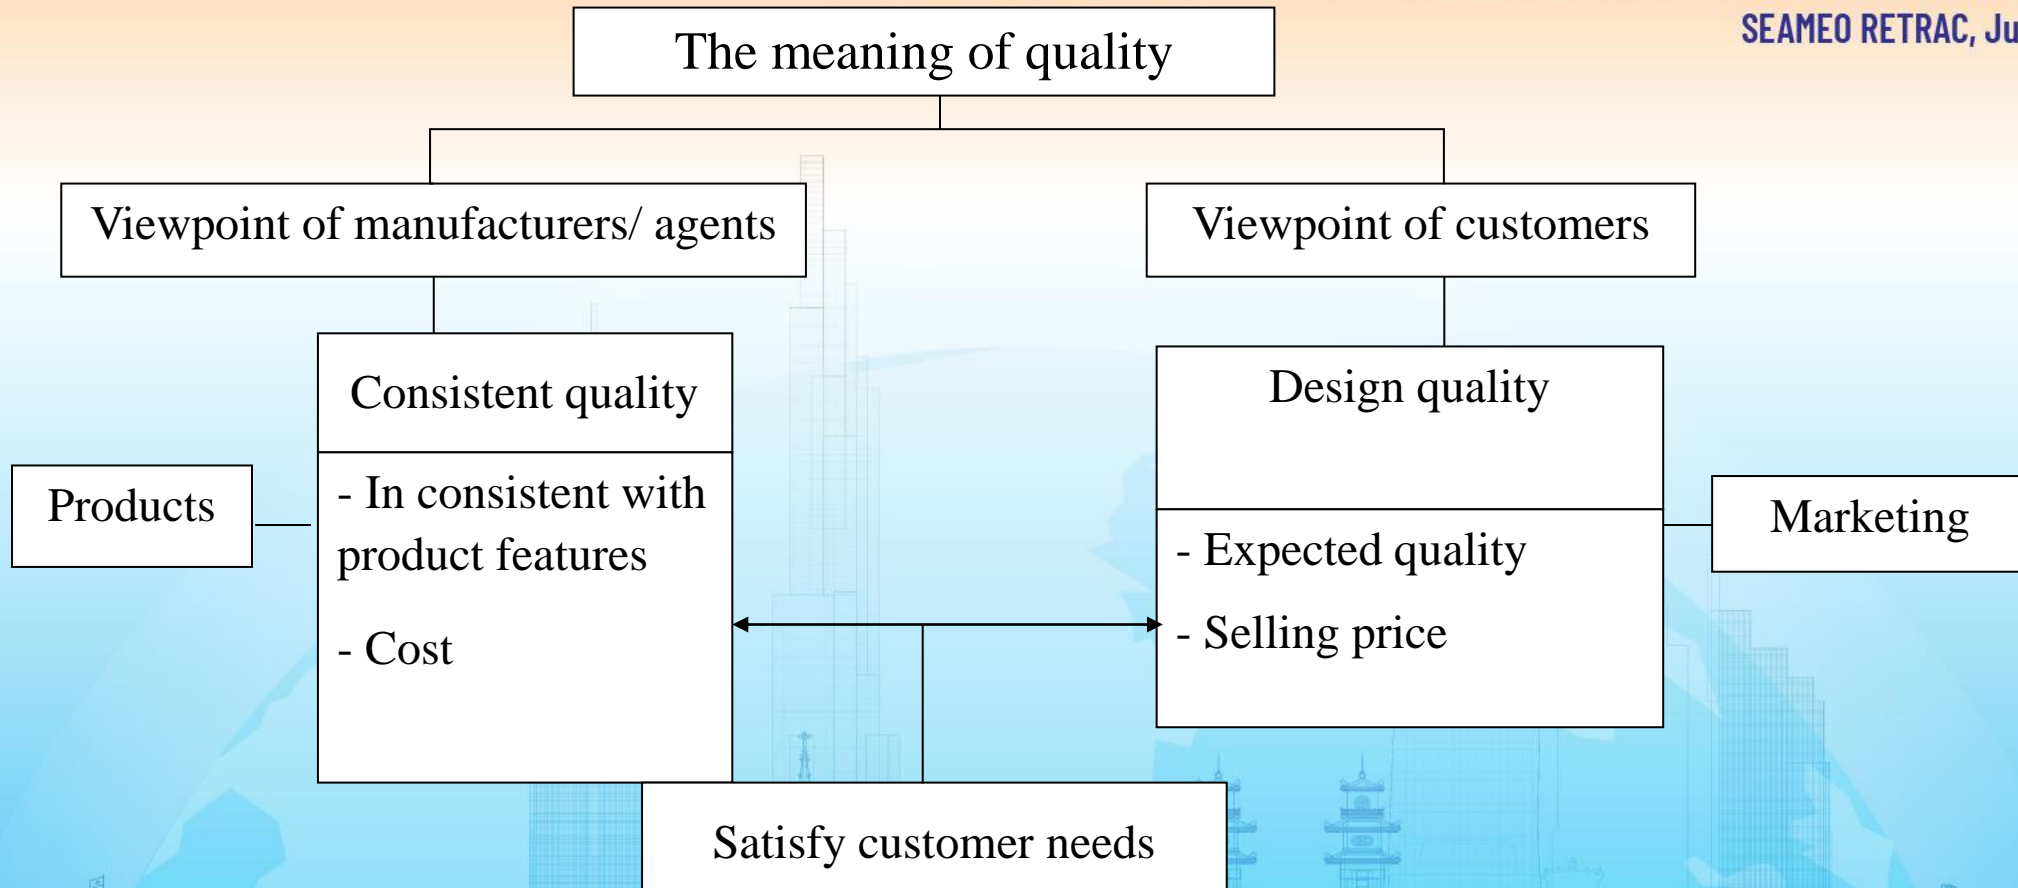 SEAMEO RETRAC, Ju
The meaning of quality
Viewpoint of manufacturers/ agents
Viewpoint of customers
Consistent quality
Design quality
Products
- In consistent with
product features
- Cost
- Expected quality
- Selling price
Marketing
Satisfy customer needs